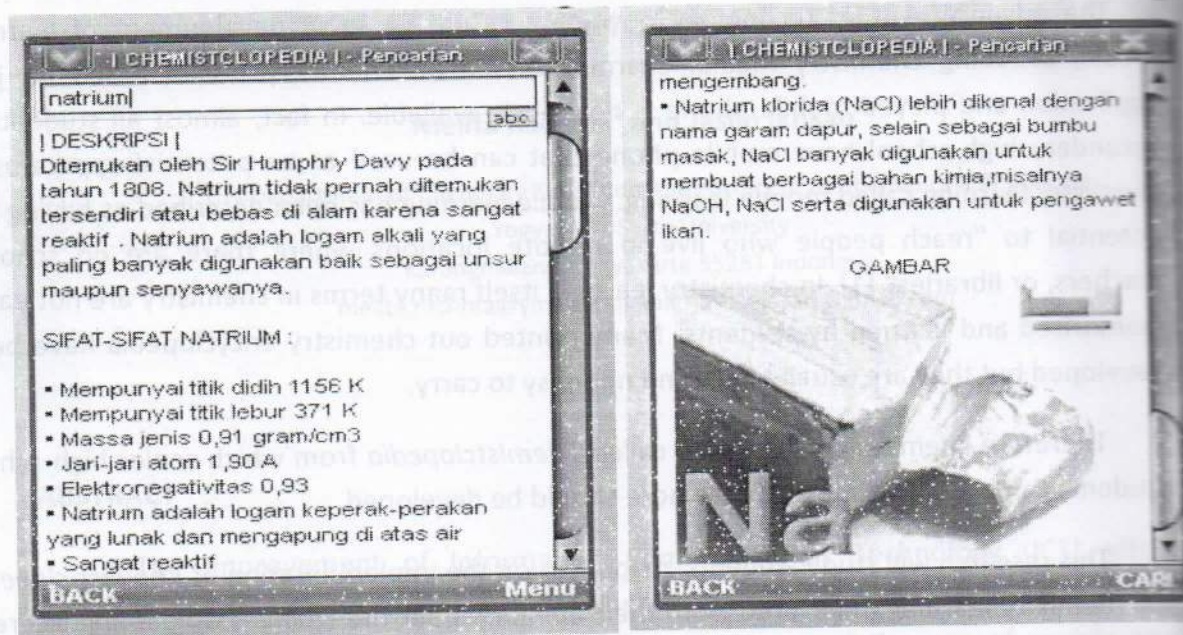 | CHEMISTCLOPEDIA | - Pencarian
natrium
abc
| DESKRIPSI |
Ditemukan oleh Sir Humphry Davy pada
tahun 1808. Natrium tidak pernah ditemukan
tersendiri atau bebas di alam karena sangat
reaktif . Natrium adalah logam alkali yang
paling banyak digunakan baik sebagai unsur
maupun senyawanya.
SIFAT-SIFAT NATRIUM :
▪ Mempunyai titik didih 1156 K
▪ Mempunyai titik lebur 371 K
▪ Massa jenis 0,91 gram/cm3
▪ Jari-jari atom 1,90 A
▪ Elektronegativitas 0,93
▪ Natrium adalah logam keperak-perakan
yang lunak dan mengapung di atas air
▪ Sangat reaktif
BACK
Menu
| CHEMISTCLOPEDIA | - Pencarian
mengembang.
▪ Natrium klorida (NaCl) lebih dikenal dengan
nama garam dapur, selain sebagai bumbu
masak, NaCl banyak digunakan untuk
membuat berbagai bahan kimia,misalnya
NaOH, NaCl serta digunakan untuk pengawet
ikan.
GAMBAR
Na
BACK
CARI